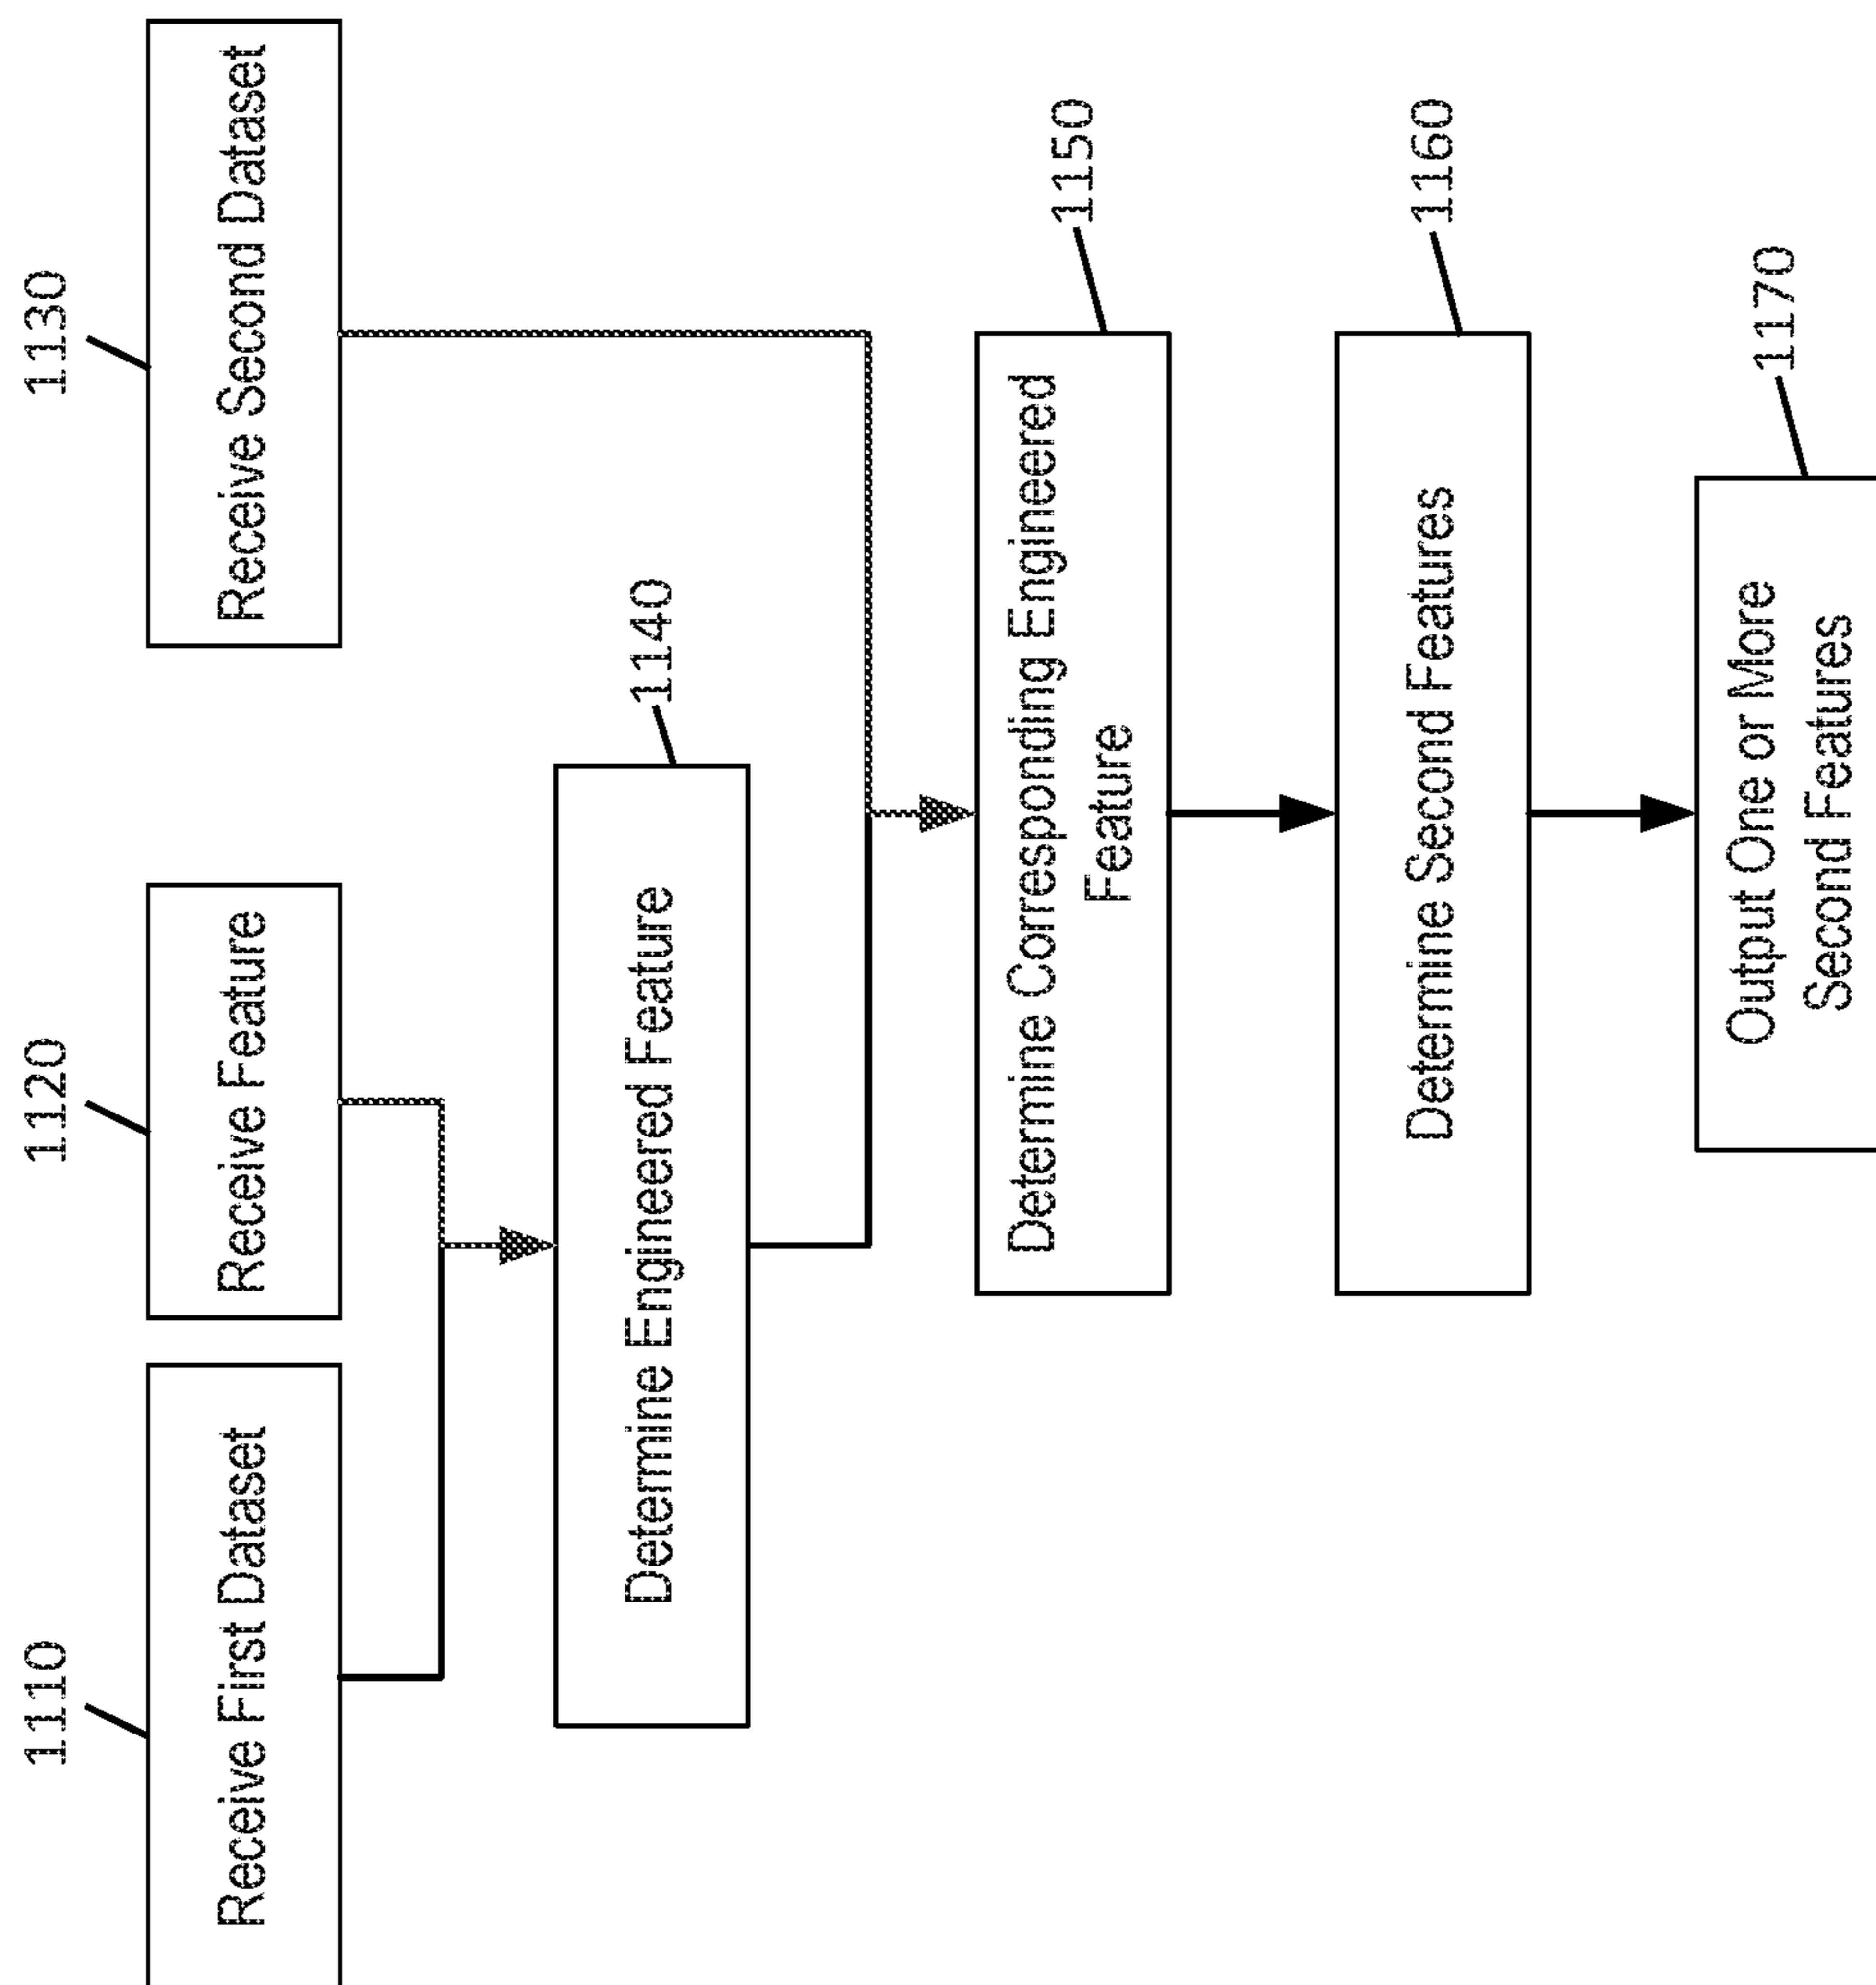 1110
Receive First Dataset
1120
Receive Feature
1130
Receive Second Dataset
1140
Determine Engineered Feature
1150
Determine Corresponding Engineered
Feature
1160
Determine Second Features
1170
Output One or More
Second Features